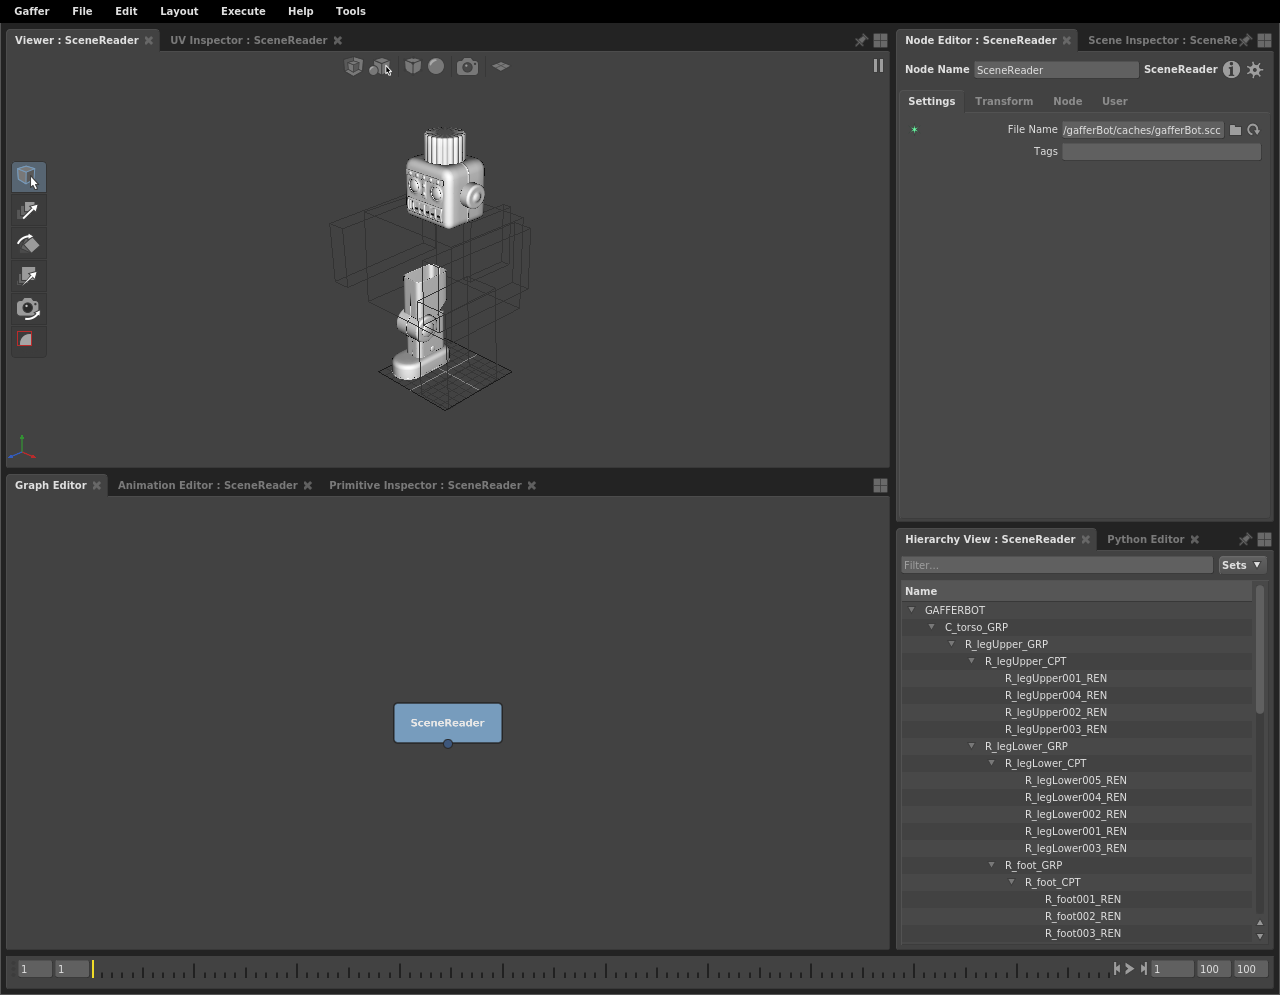 Gaffer File Edit Layout Execute Help Tools
Viewer : SceneReader UV Inspector : SceneReader
Node Editor : SceneReader Scene Inspector : SceneRe
Node Name SceneReader SceneReader
Settings Transform Node User
File Name /gafferBot/caches/gafferBot.scc
Tags
Graph Editor Animation Editor : SceneReader Primitive Inspector : SceneReader
SceneReader
Hierarchy View : SceneReader Python Editor
Filter... Sets
Name
GAFFERBOT
C_torso_GRP
R_legUpper_GRP
R_legUpper_CPT
R_legUpper001_REN
R_legUpper004_REN
R_legUpper002_REN
R_legUpper003_REN
R_legLower_GRP
R_legLower_CPT
R_legLower005_REN
R_legLower004_REN
R_legLower002_REN
R_legLower001_REN
R_legLower003_REN
R_foot_GRP
R_foot_CPT
R_foot001_REN
R_foot002_REN
R_foot003_REN
1 1 1 100 100